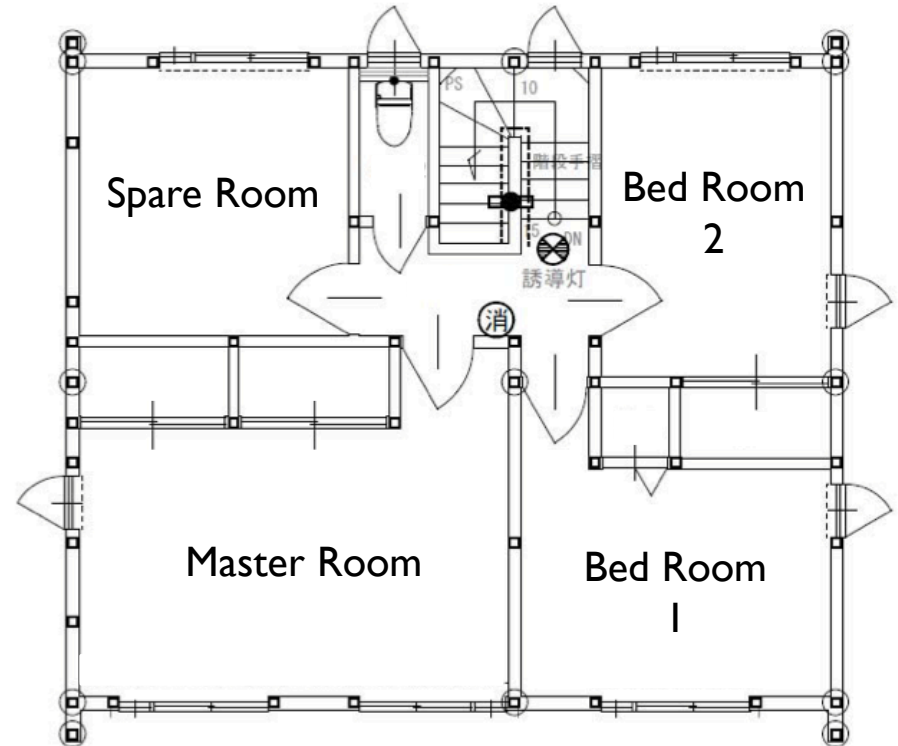 PS
10
階段手摺
Spare Room
Bed Room
2
15
DN
誘導灯
消
Master Room
Bed Room
1